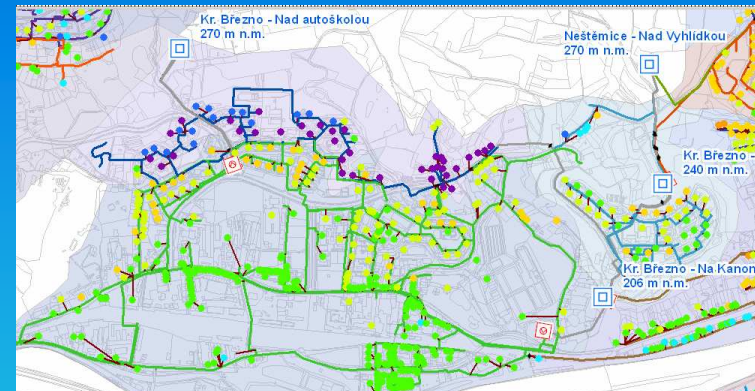 Kr. Březno - Nad autoškolou
270 m n.m.
Neštěmice - Nad Vyhlídkou
270 m n.m.
Kr. Březno -
240 m n.m.
Kr. Březno - Na Kanon
206 m n.m.